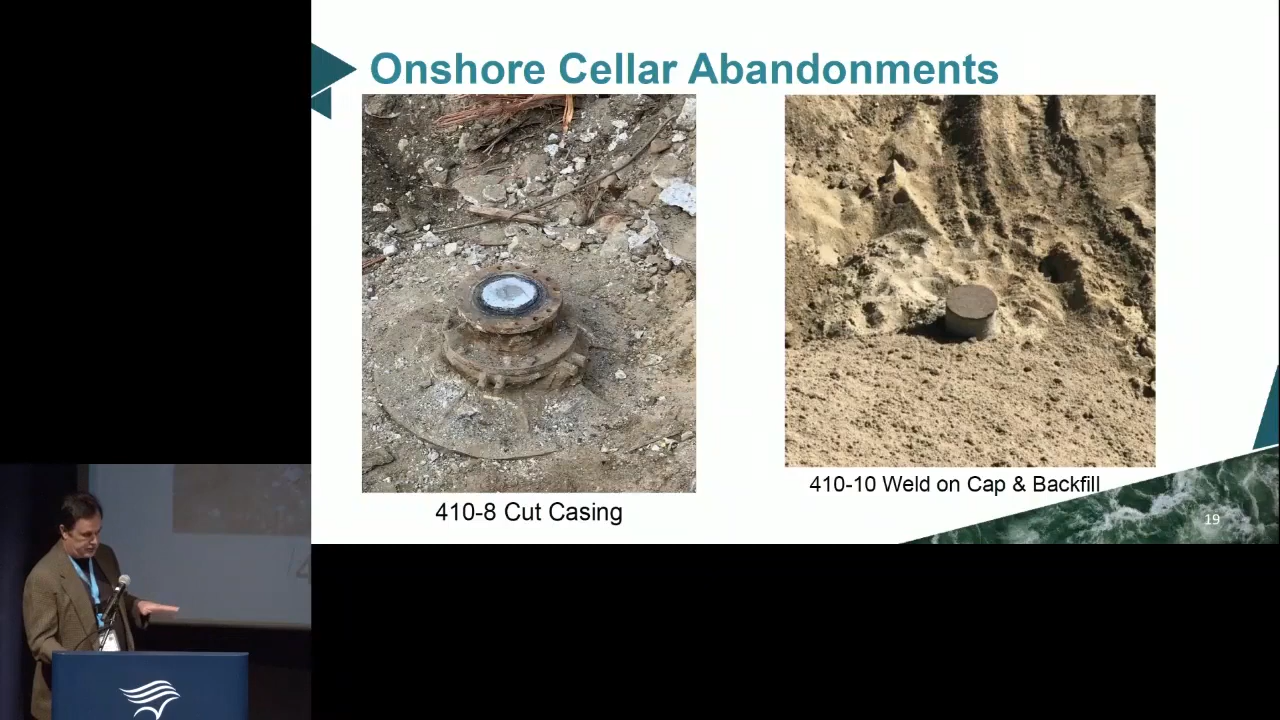 Onshore Cellar Abandonments
410-8 Cut Casing
410-10 Weld on Cap & Backfill
19